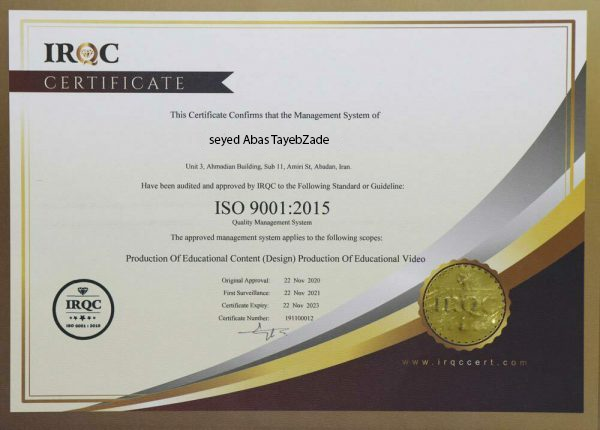 IRQC
CERTIFICATE
This Certificate Confirms that the Management System of
seyed Abas TayebZade
Unit 3, Ahmadian Building, Sub 11, Amiri St, Abadan, Iran
Have been audited and approved by IRQC to the Following Standard or Guideline:
ISO 9001:2015
Quality Management System
The approved management system applies to the following scopes:
Production Of Educational Content (Design) Production Of Educational Video
Original Approval: 22 Nov 2020
First Surveillance: 22 Nov 2021
Certificate Expiry: 22 Nov 2023
Certificate Number: 191100012
IRQC
ISO 9001 : 2015
IRQC
www.irqccert.com